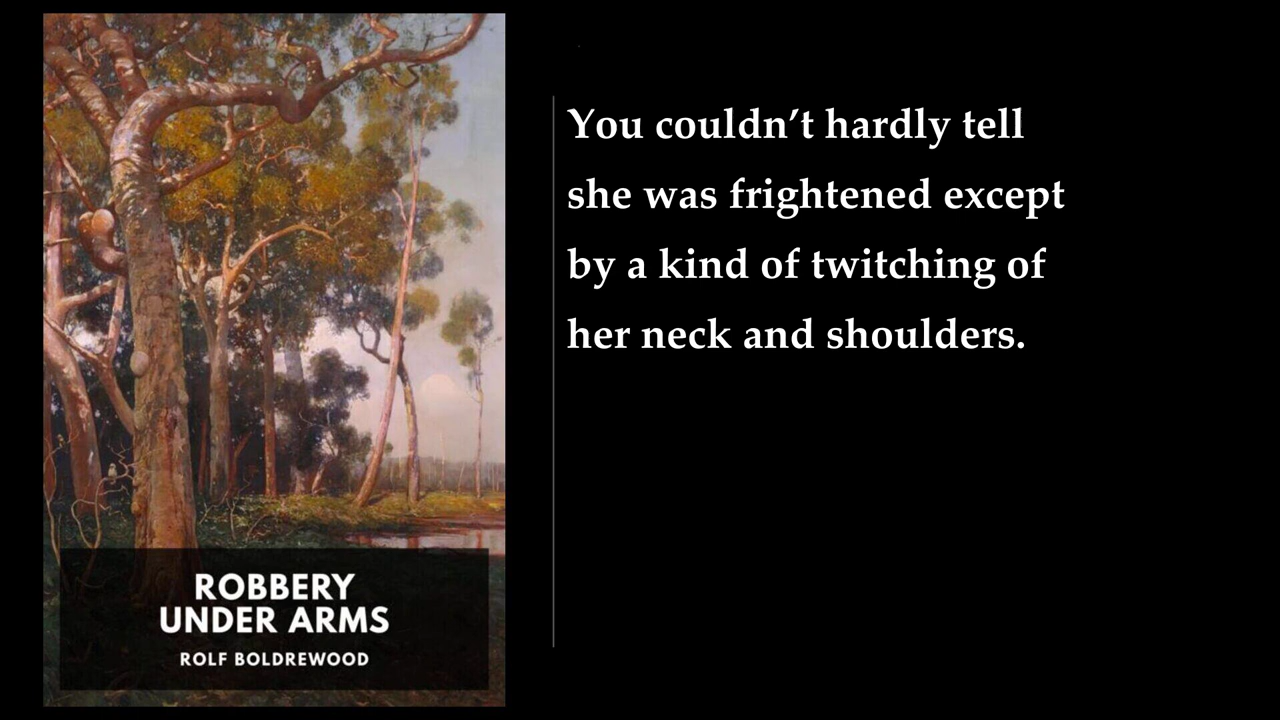 You couldn’t hardly tell
she was frightened except
by a kind of twitching of
her neck and shoulders.
ROBBERY
UNDER ARMS
ROLF BOLDREWOOD